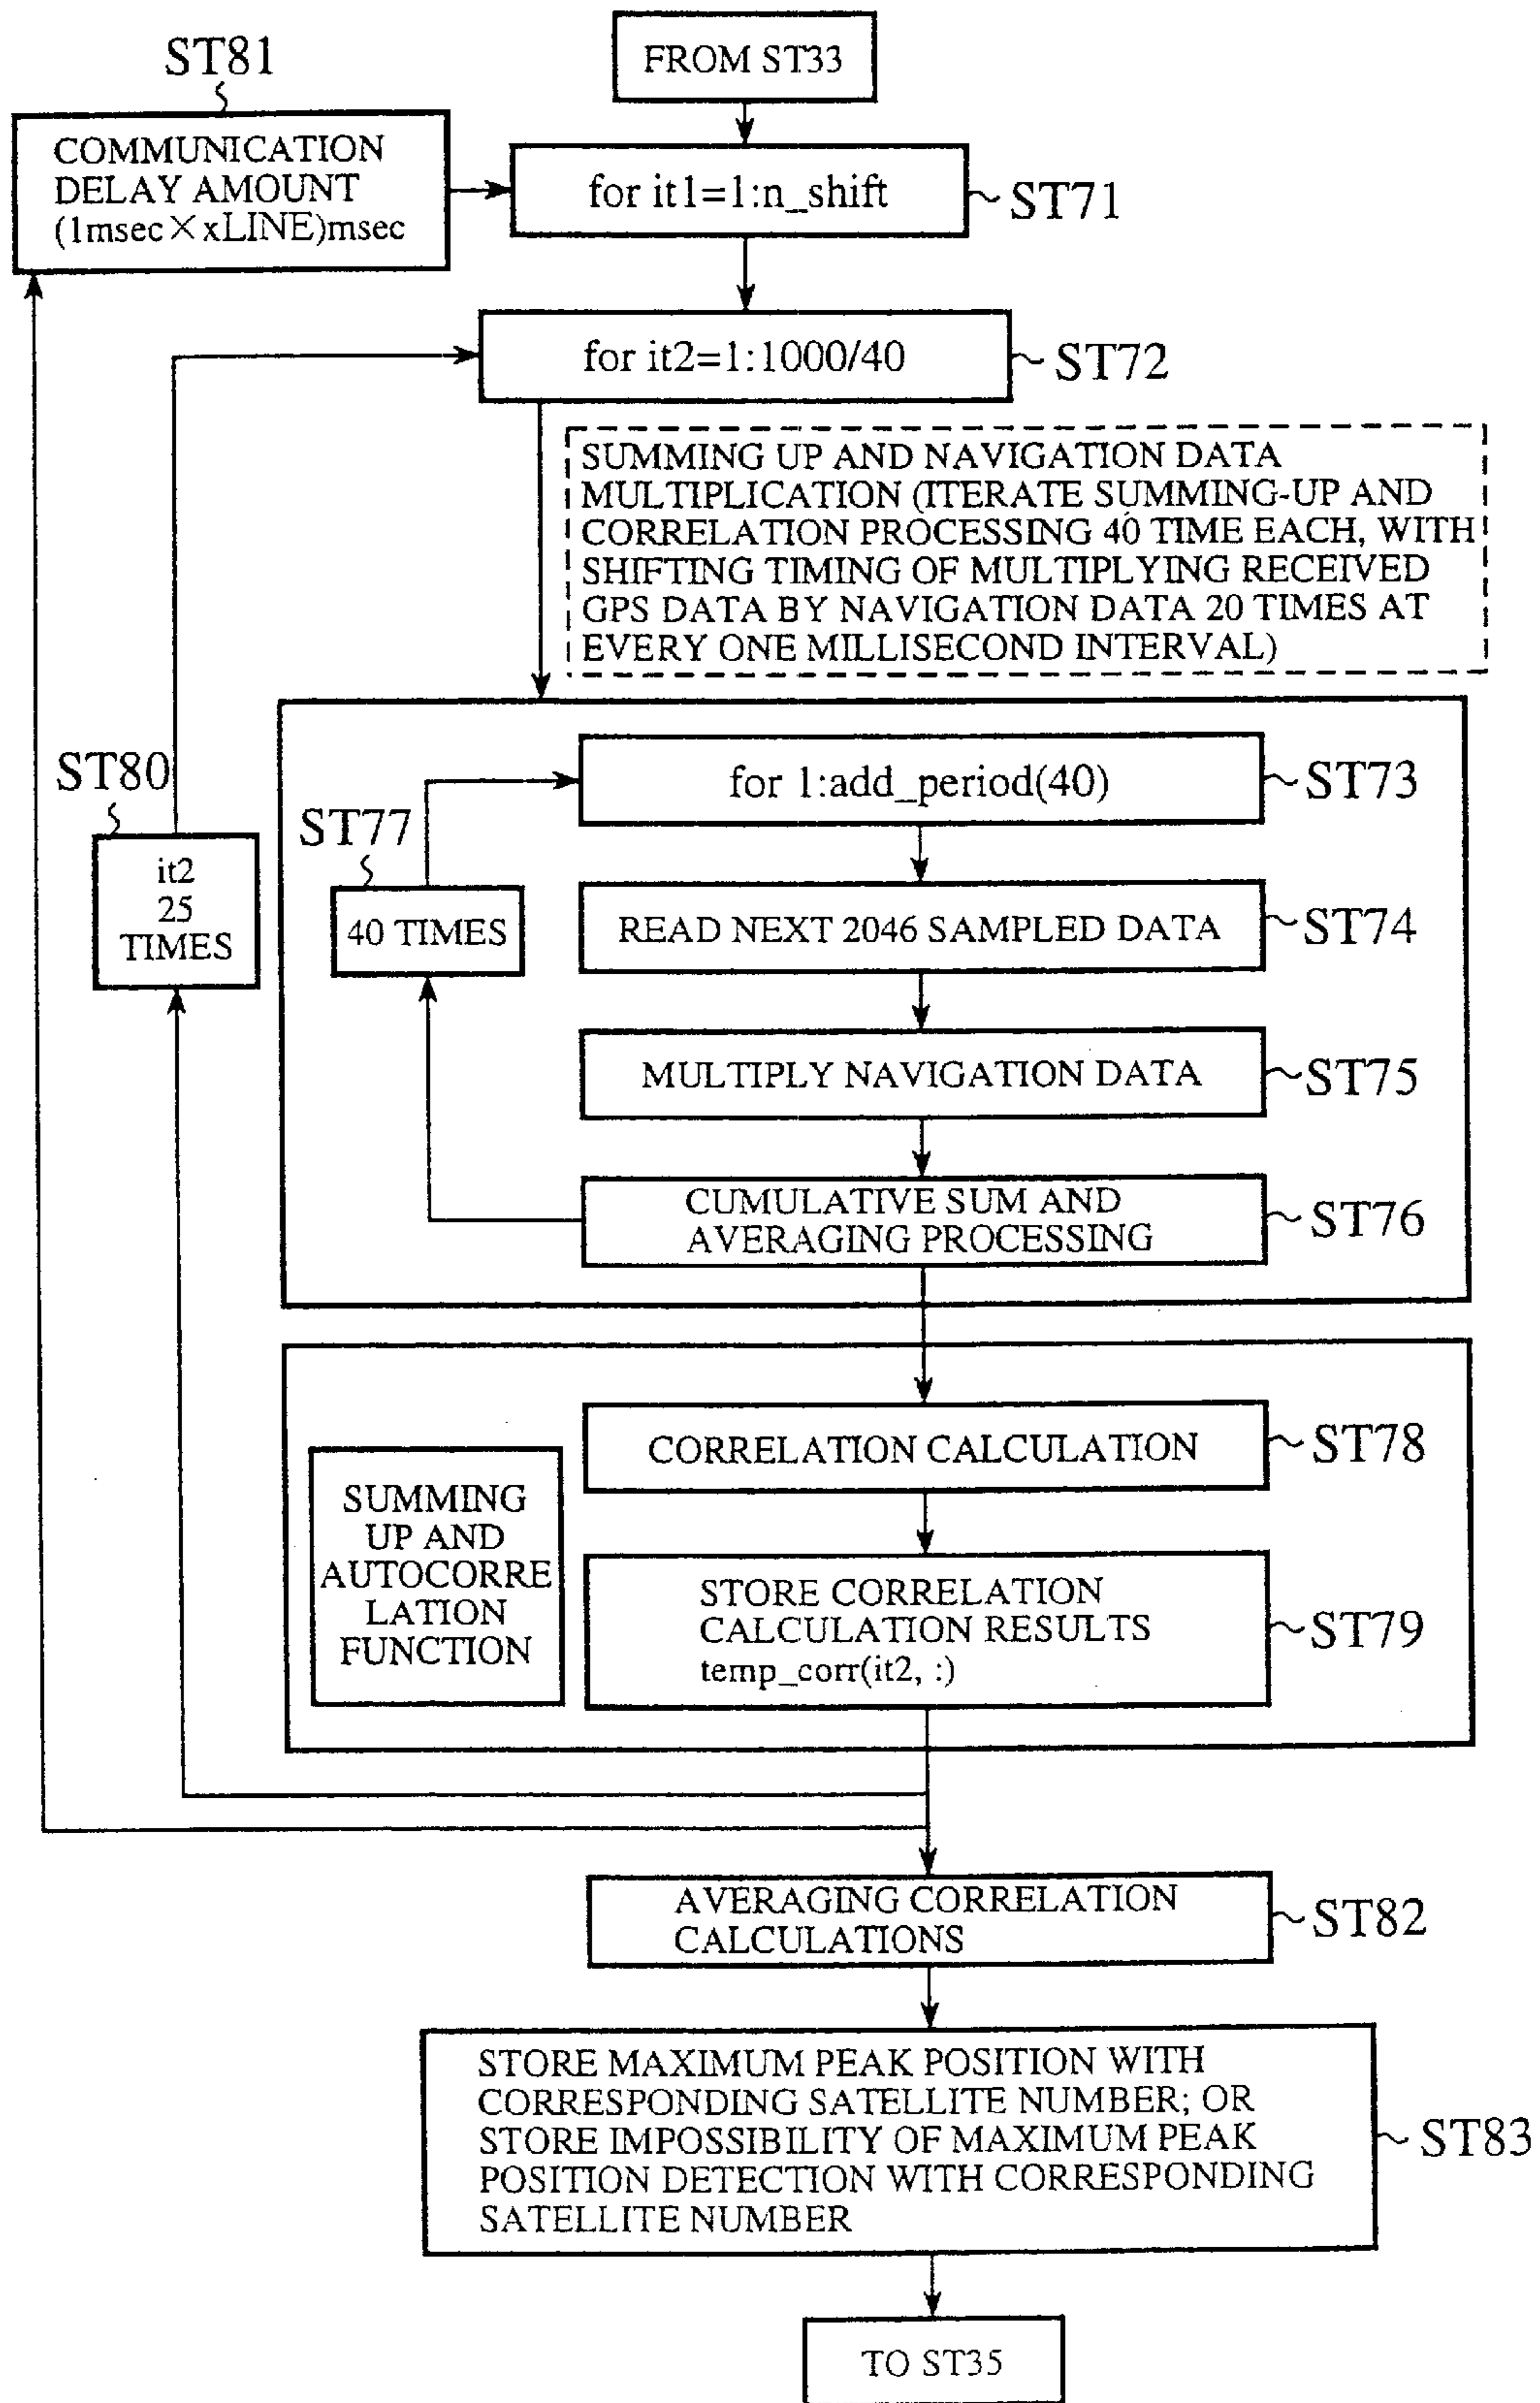 FROM ST33
ST81
COMMUNICATION
DELAY AMOUNT
(1msec×xLINE)msec
for it1=1:n_shift
ST71
for it2=1:1000/40
ST72
SUMMING UP AND NAVIGATION DATA
MULTIPLICATION (ITERATE SUMMING-UP AND
CORRELATION PROCESSING 40 TIME EACH, WITH
SHIFTING TIMING OF MULTIPLYING RECEIVED
GPS DATA BY NAVIGATION DATA 20 TIMES AT
EVERY ONE MILLISECOND INTERVAL)
ST80
it2
25
TIMES
ST77
40 TIMES
for 1:add_period(40)
ST73
READ NEXT 2046 SAMPLED DATA
ST74
MULTIPLY NAVIGATION DATA
ST75
CUMULATIVE SUM AND
AVERAGING PROCESSING
ST76
SUMMING
UP AND
AUTOCORRE
LATION
FUNCTION
CORRELATION CALCULATION
ST78
STORE CORRELATION
CALCULATION RESULTS
temp_corr(it2, :)
ST79
AVERAGING CORRELATION
CALCULATIONS
ST82
STORE MAXIMUM PEAK POSITION WITH
CORRESPONDING SATELLITE NUMBER; OR
STORE IMPOSSIBILITY OF MAXIMUM PEAK
POSITION DETECTION WITH CORRESPONDING
SATELLITE NUMBER
ST83
TO ST35